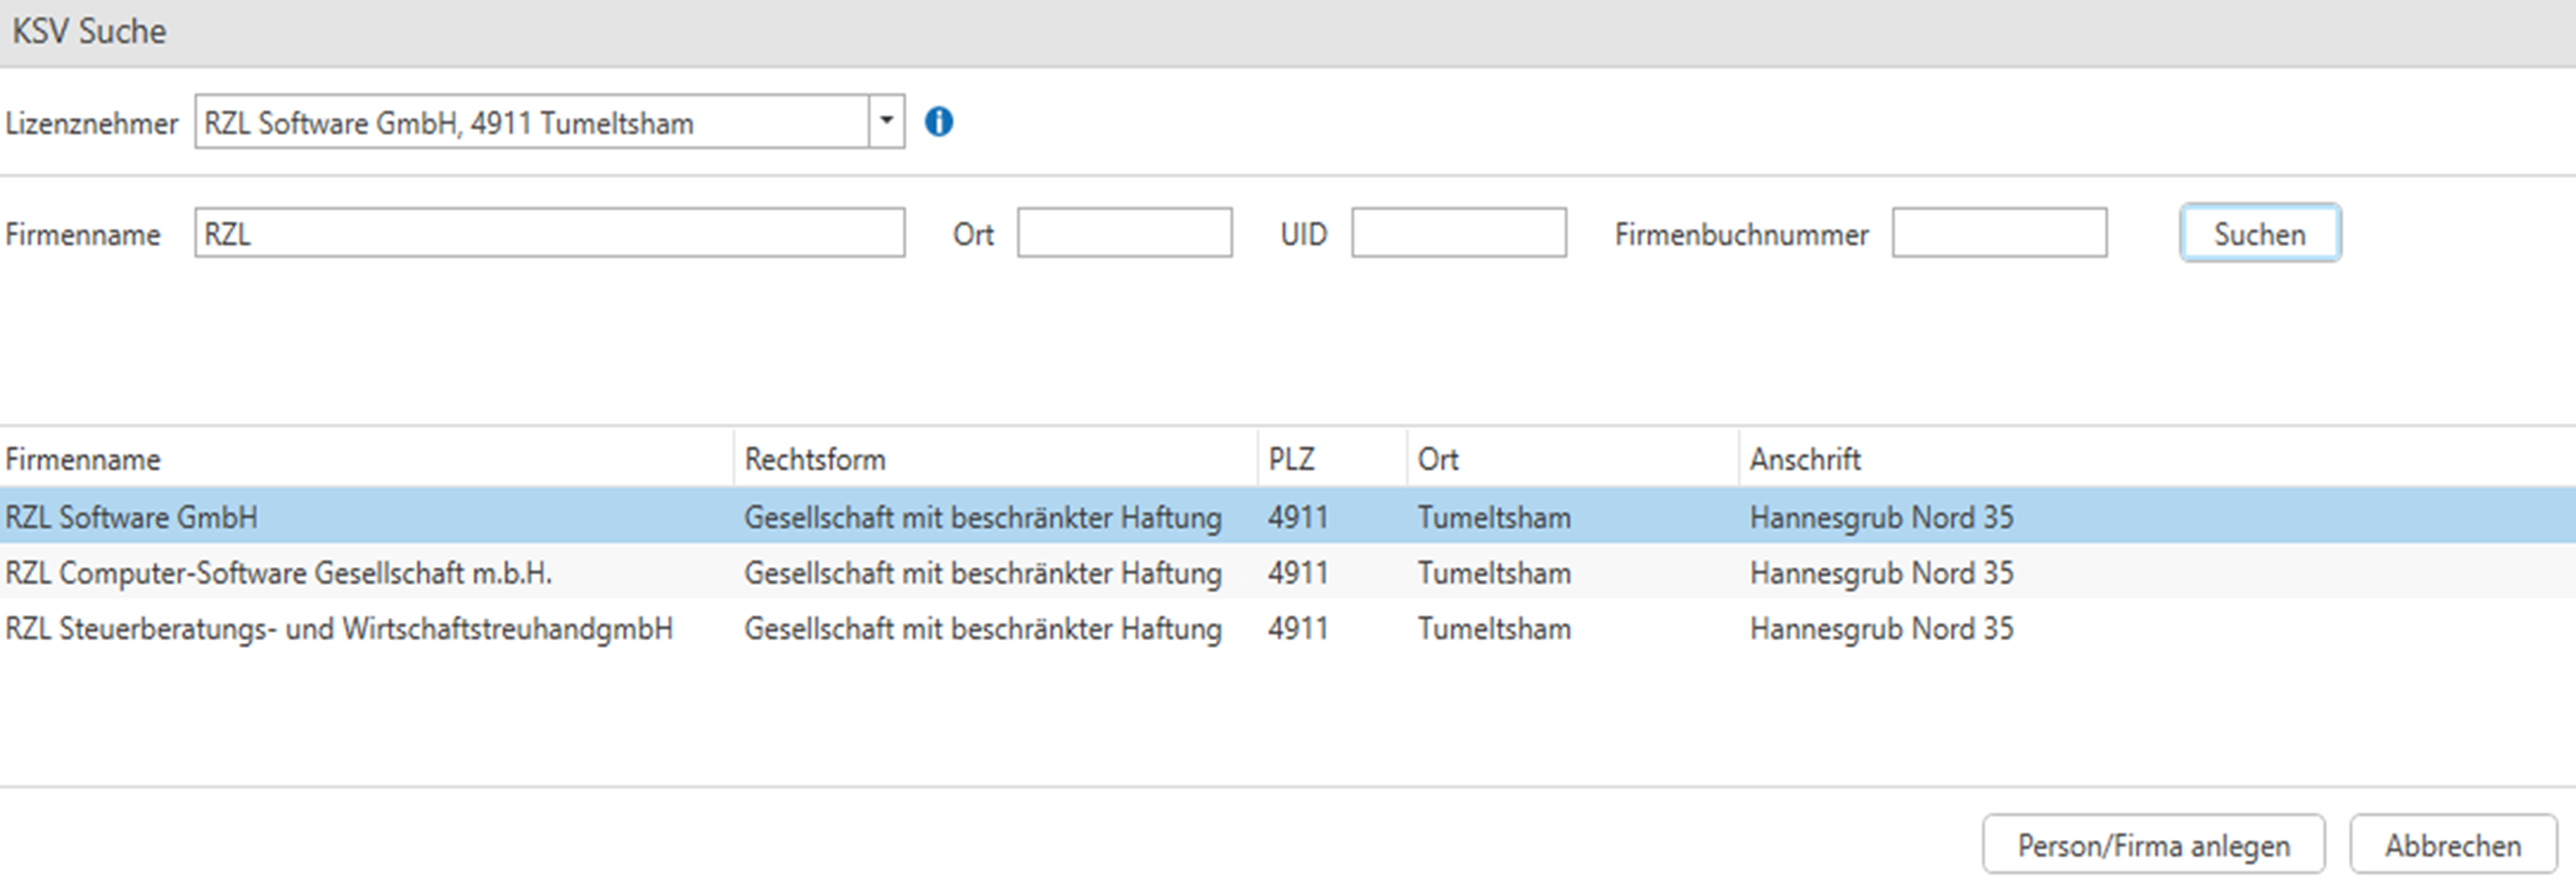 KSV Suche
Lizenznehmer RZL Software GmbH, 4911 Tumeltsham
Firmenname RZL Ort UID Firmenbuchnummer Suchen
Firmenname Rechtsform PLZ Ort Anschrift
RZL Software GmbH Gesellschaft mit beschränkter Haftung 4911 Tumeltsham Hannesgrub Nord 35
RZL Computer-Software Gesellschaft m.b.H. Gesellschaft mit beschränkter Haftung 4911 Tumeltsham Hannesgrub Nord 35
RZL Steuerberatungs- und WirtschaftstreuhandgmbH Gesellschaft mit beschränkter Haftung 4911 Tumeltsham Hannesgrub Nord 35
Person/Firma anlegen Abbrechen